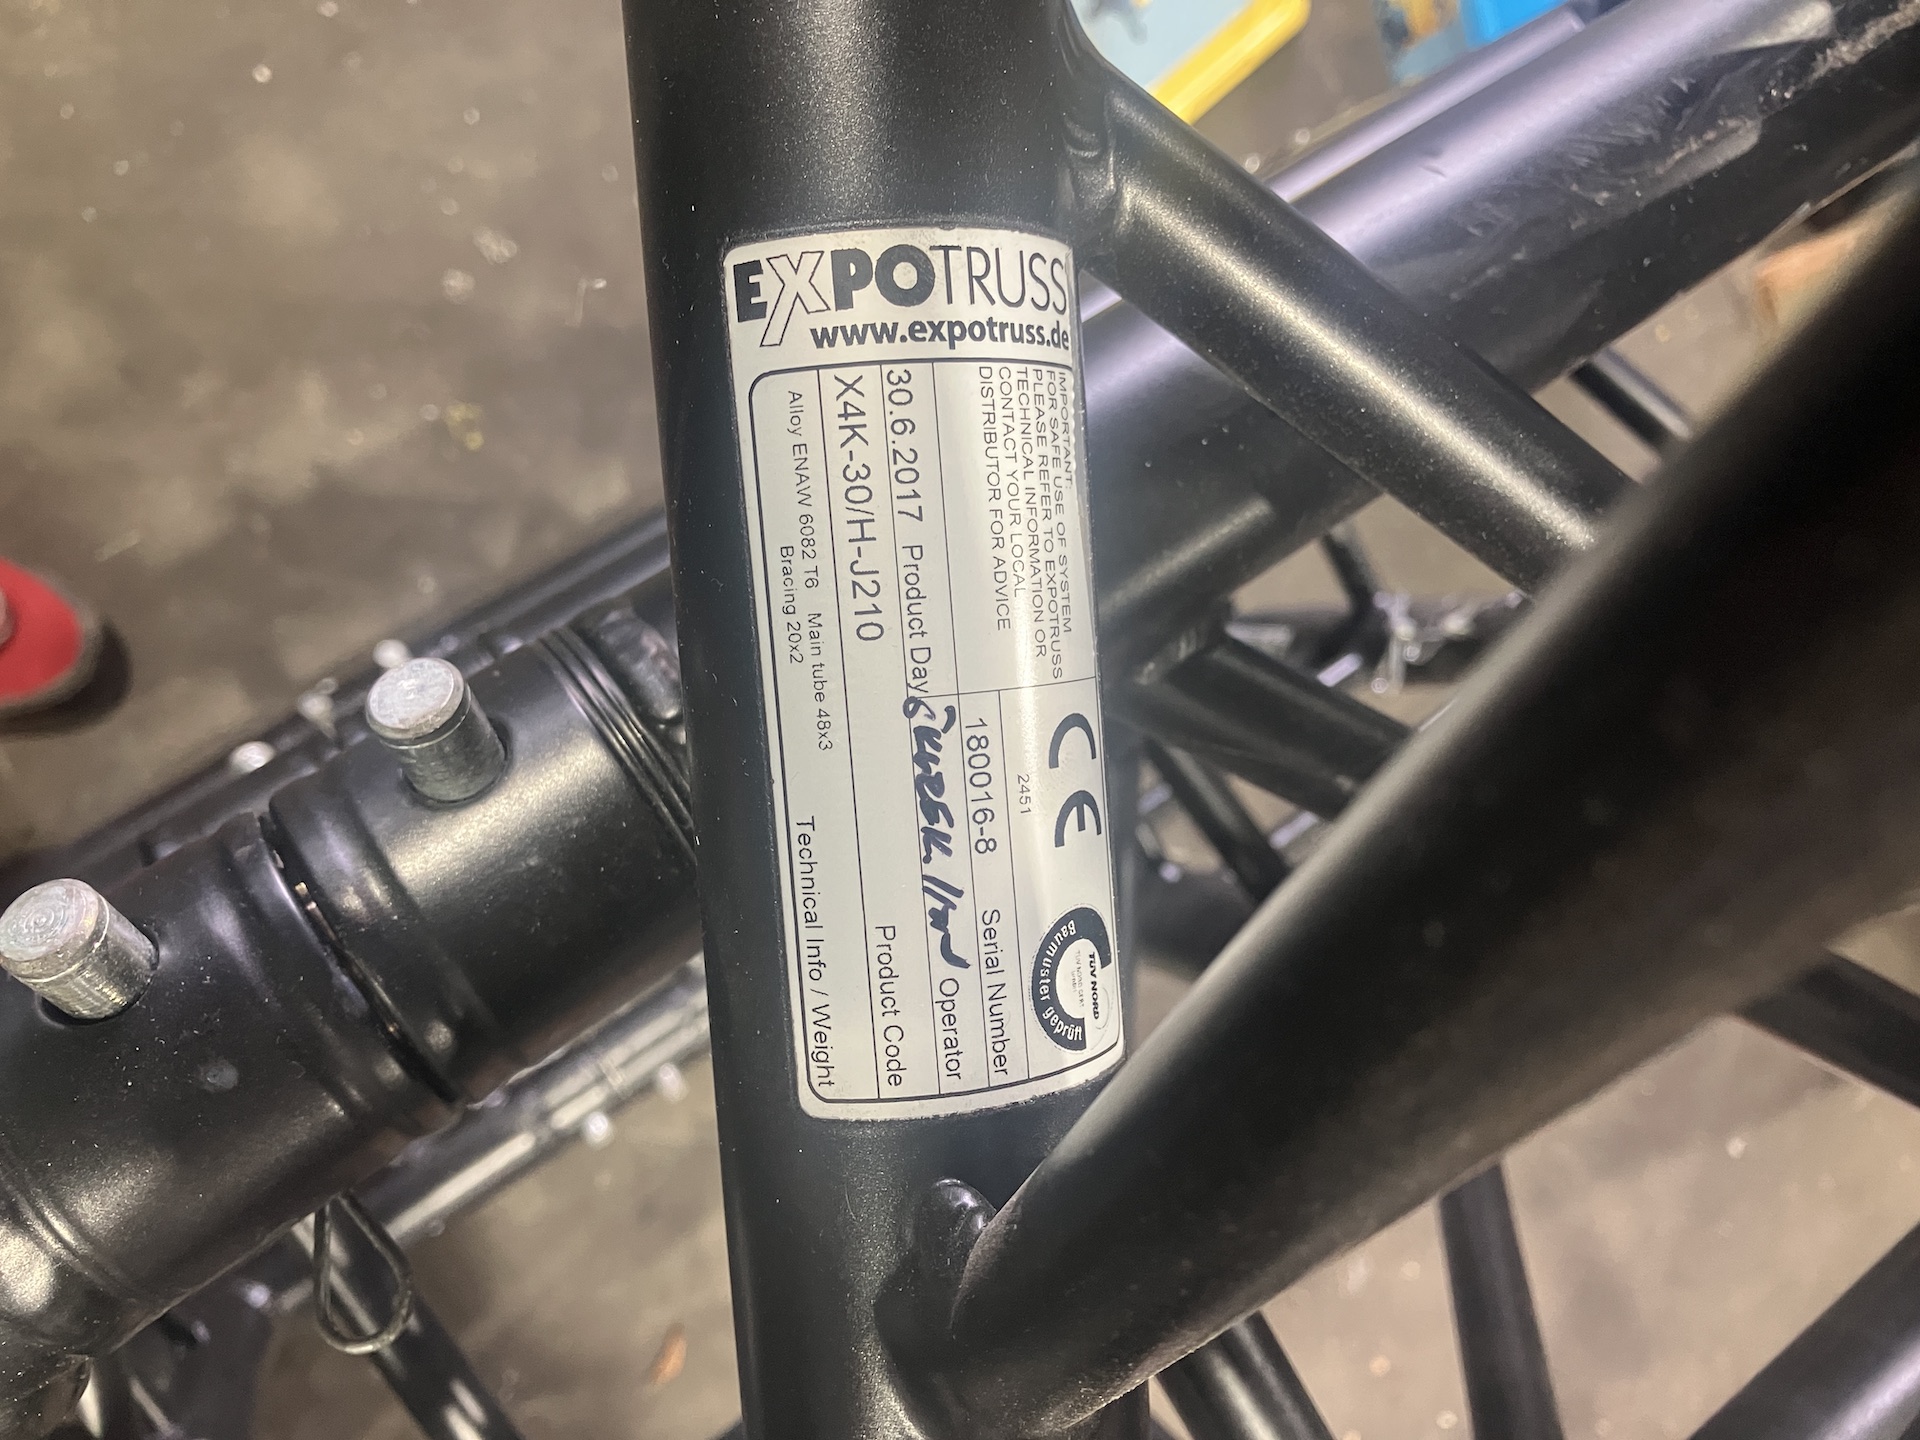 EXPOTRUSS
www.expotruss.de
IMPORTANT:
FOR SAFE USE OF SYSTEM
PLEASE REFER TO EXPOTRUSS
TECHNICAL INFORMATION OR
CONTACT YOUR LOCAL
DISTRIBUTOR FOR ADVICE
CE
2451
TÜV NORD
Baumuster geprüft
180016-8 Serial Number
Operator
30.6.2017 Product Day
X4K-30/H-J210 Product Code
Alloy ENAW 6082 T6 Main tube 48x3
Bracing 20x2
Technical Info / Weight